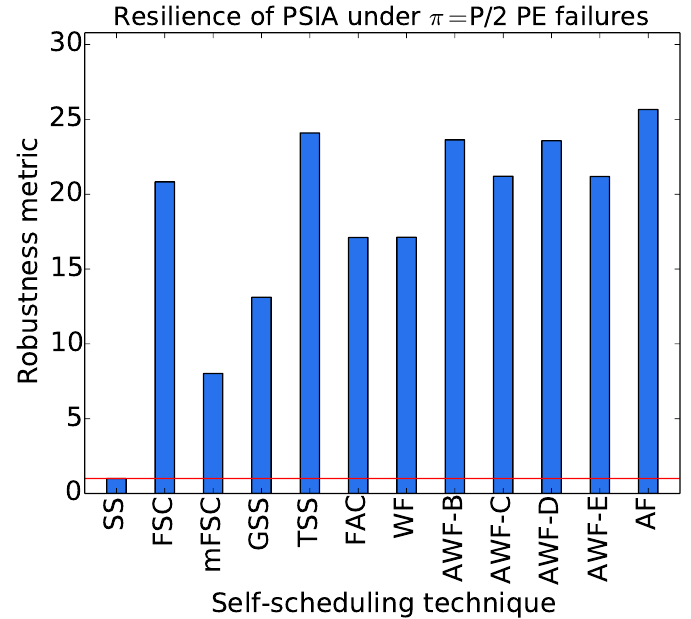 Resilience of PSIA under π=P/2 PE failures
Robustness metric
30
25
20
15
10
5
0
SS
FSC
mFSC
GSS
TSS
FAC
WF
AWF-B
AWF-C
AWF-D
AWF-E
AF
Self-scheduling technique